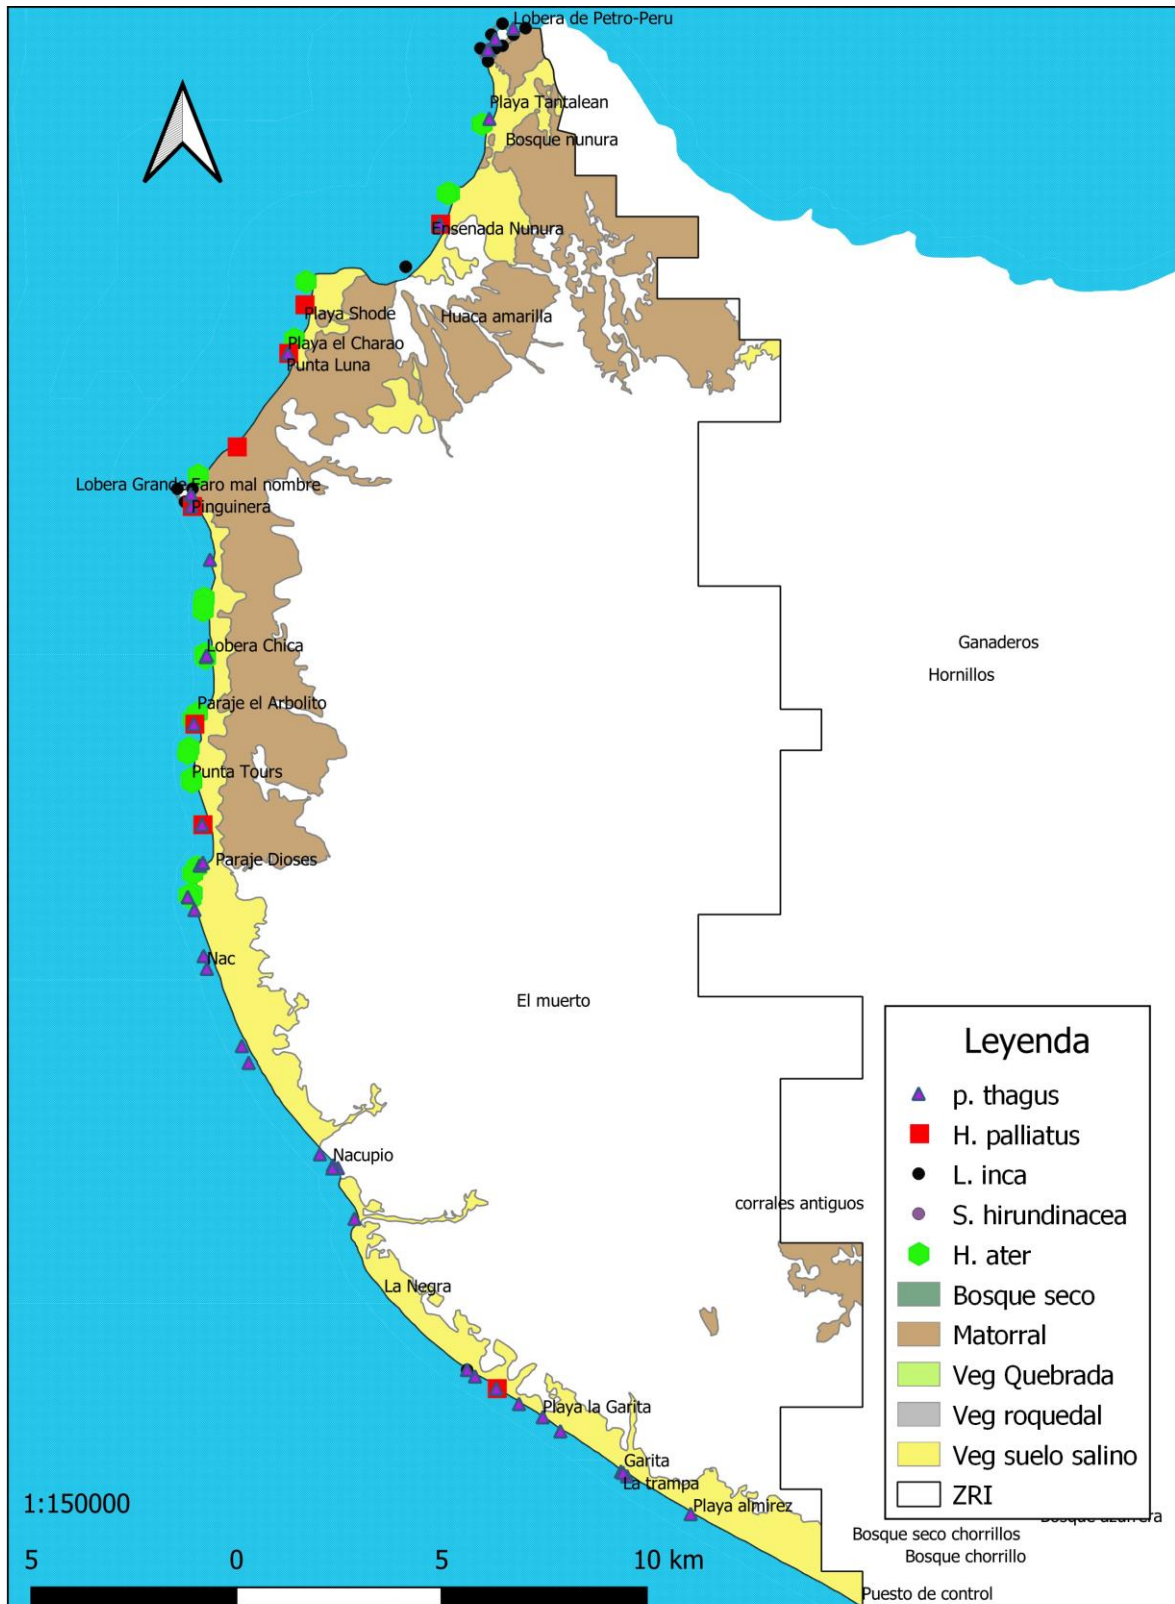 Lobera de Petro-Peru
Playa Tantalean
Bosque nunura
Ensenada Nunura
Playa Shode
Huaca amarilla
Playa el Charao
Punta Luna
Lobera Grande Faro mal nombre
Pinguinera
Ganaderos
Lobera Chica
Hornillos
Paraje el Arbolito
Punta Tours
Paraje Dioses
Nac
El muerto
Nacupio
corrales antiguos
La Negra
Playa la Garita
Garita
La trampa
Playa almirez
Leyenda
p. thagus
H. palliatus
L. inca
S. hirundinacea
H. ater
Bosque seco
Matorral
Veg Quebrada
Veg roquedal
Veg suelo salino
ZRI
Bosque seco chorrillos
Bosque chorrillo
Puesto de control
1:150000
5 0 5 10 km